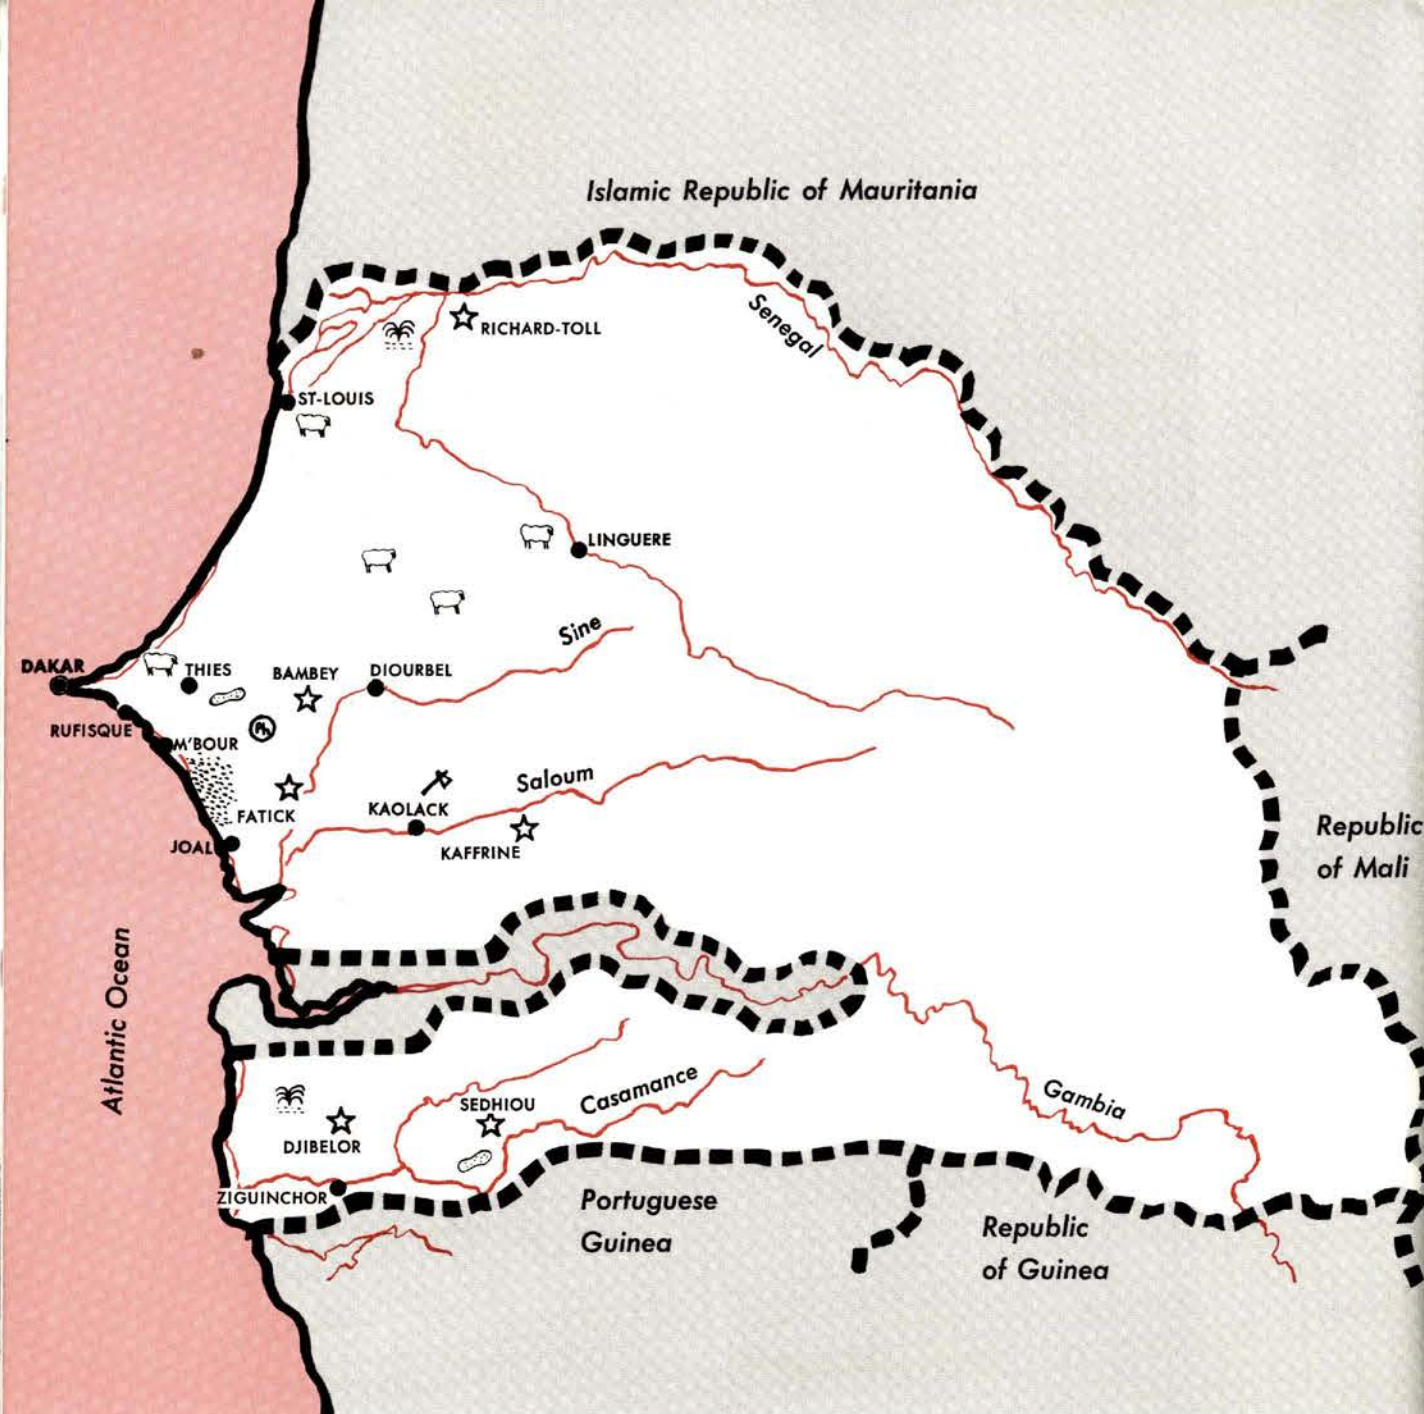 Islamic Republic of Mauritania
Senegal
RICHARD-TOLL
ST-LOUIS
LINGUERE
Sine
DAKAR
THIES
BAMBEY
DIOURBEL
RUFISQUE
Ph
M'BOUR
Saloum
KAOLACK
FATICK
KAFFRINE
JOAL
Republic
of Mali
Atlantic Ocean
Gambia
Casamance
SEDHIOU
DJIBELOR
ZIGUINCHOR
Portuguese
Guinea
Republic
of Guinea